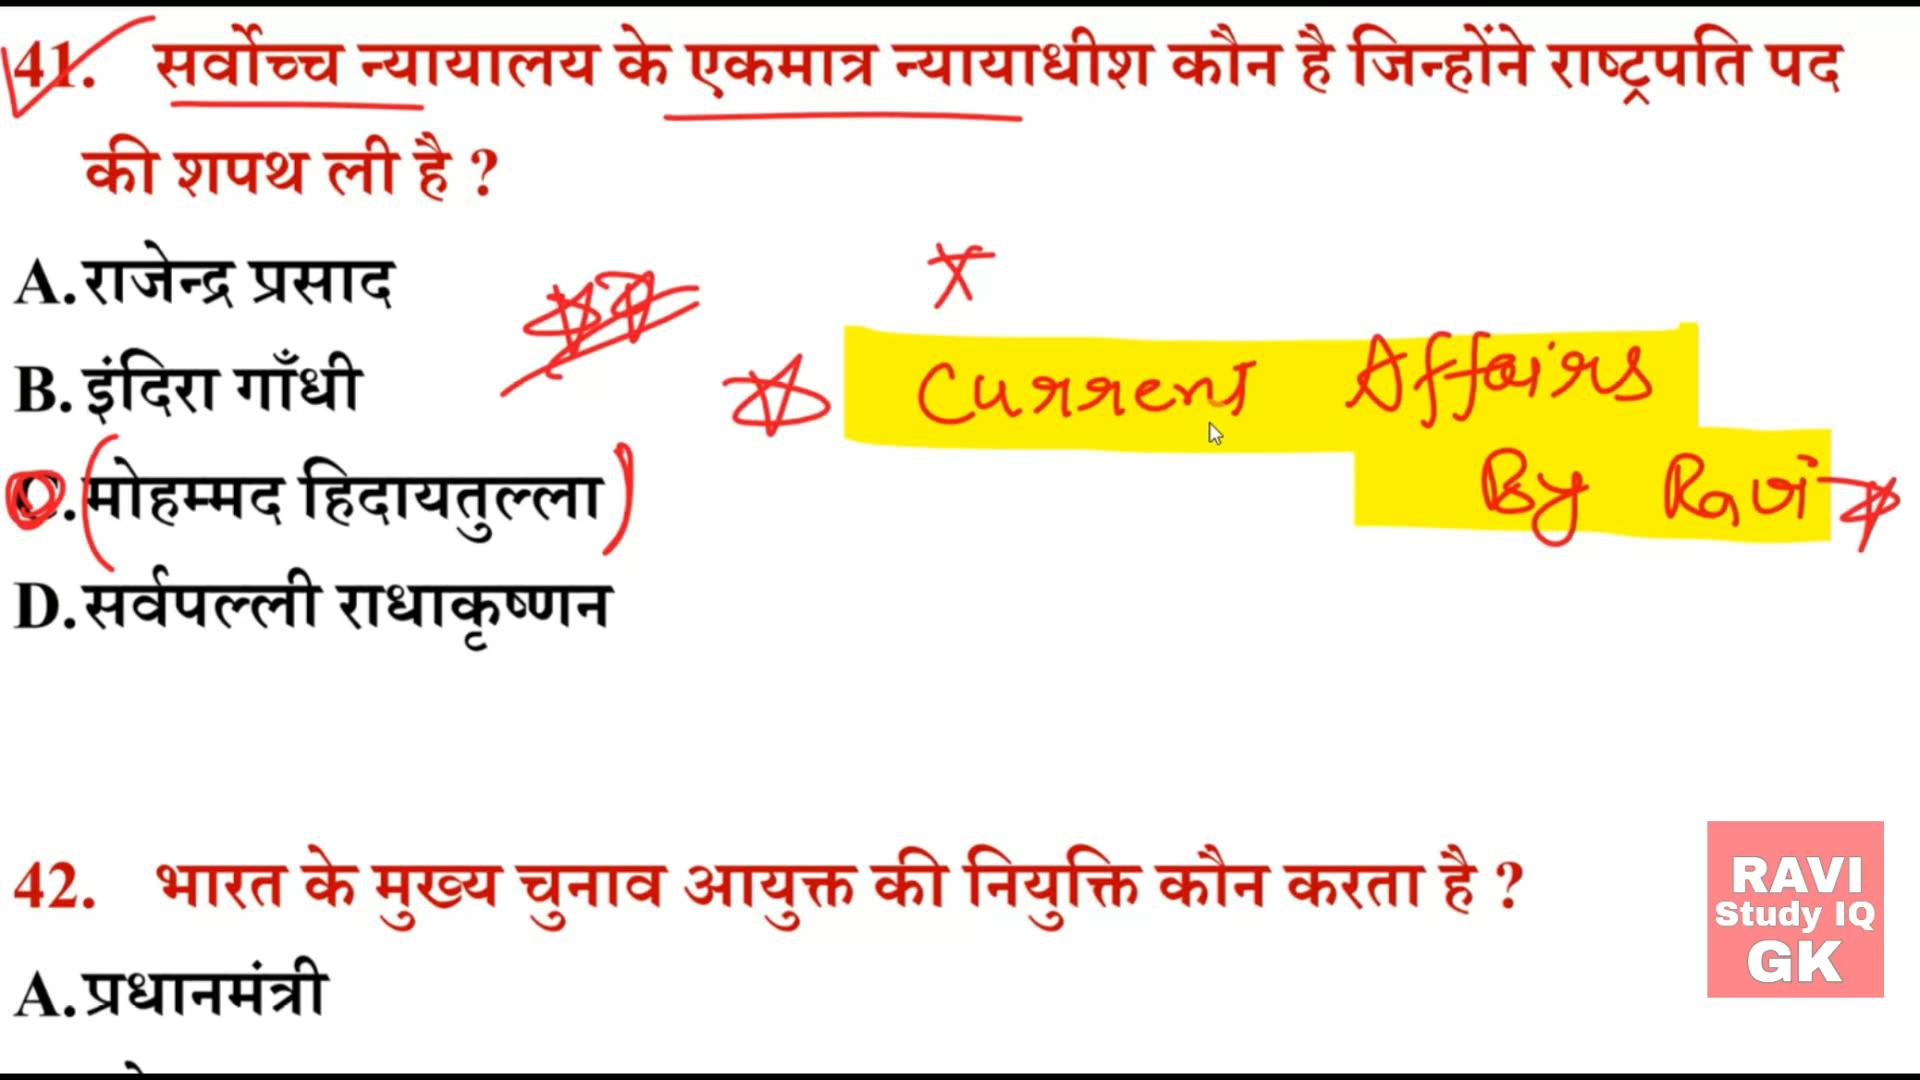 41. सर्वोच्च न्यायालय के एकमात्र न्यायाधीश कौन है जिन्होंने राष्ट्रपति पद
की शपथ ली है ?
A. राजेन्द्र प्रसाद
B. इंदिरा गाँधी
C. मोहम्मद हिदायतुल्ला
D. सर्वपल्ली राधाकृष्णन
Current Affairs
By Ravi
42. भारत के मुख्य चुनाव आयुक्त की नियुक्ति कौन करता है ?
A. प्रधानमंत्री
RAVI
Study IQ
GK